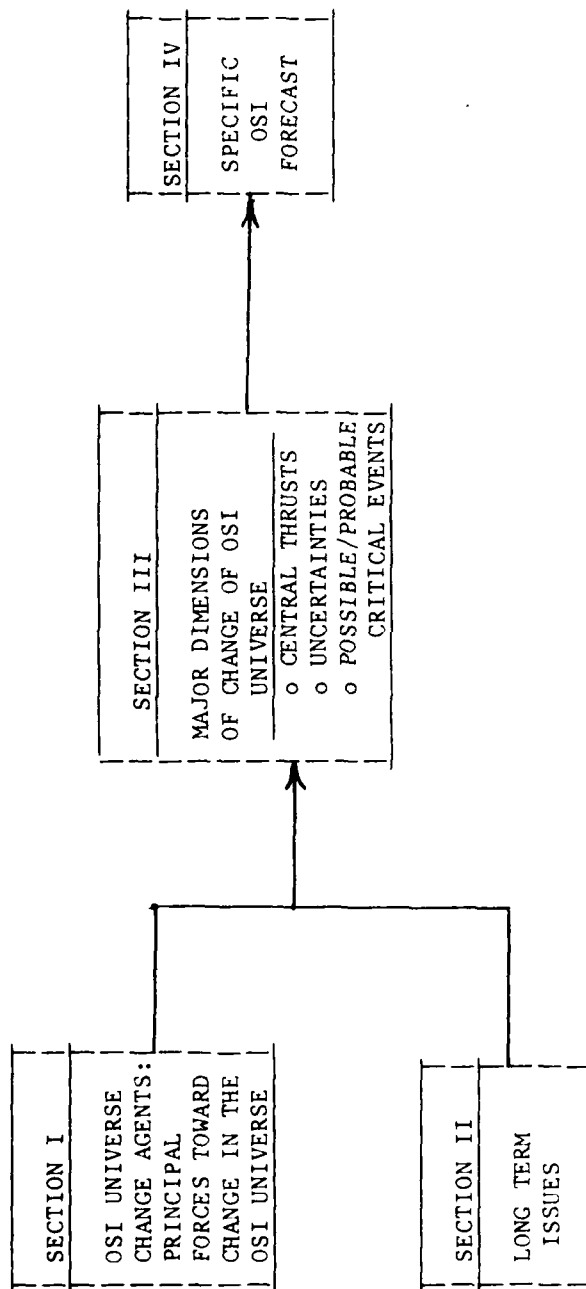 SECTION I
OSI UNIVERSE
CHANGE AGENTS:
PRINCIPAL
FORCES TOWARD
CHANGE IN THE
OSI UNIVERSE
SECTION II
LONG TERM
ISSUES
SECTION III
MAJOR DIMENSIONS
OF CHANGE OF OSI
UNIVERSE
o CENTRAL THRUSTS
o UNCERTAINTIES
o POSSIBLE/PROBABLE
CRITICAL EVENTS
SECTION IV
SPECIFIC
OSI
FORECAST